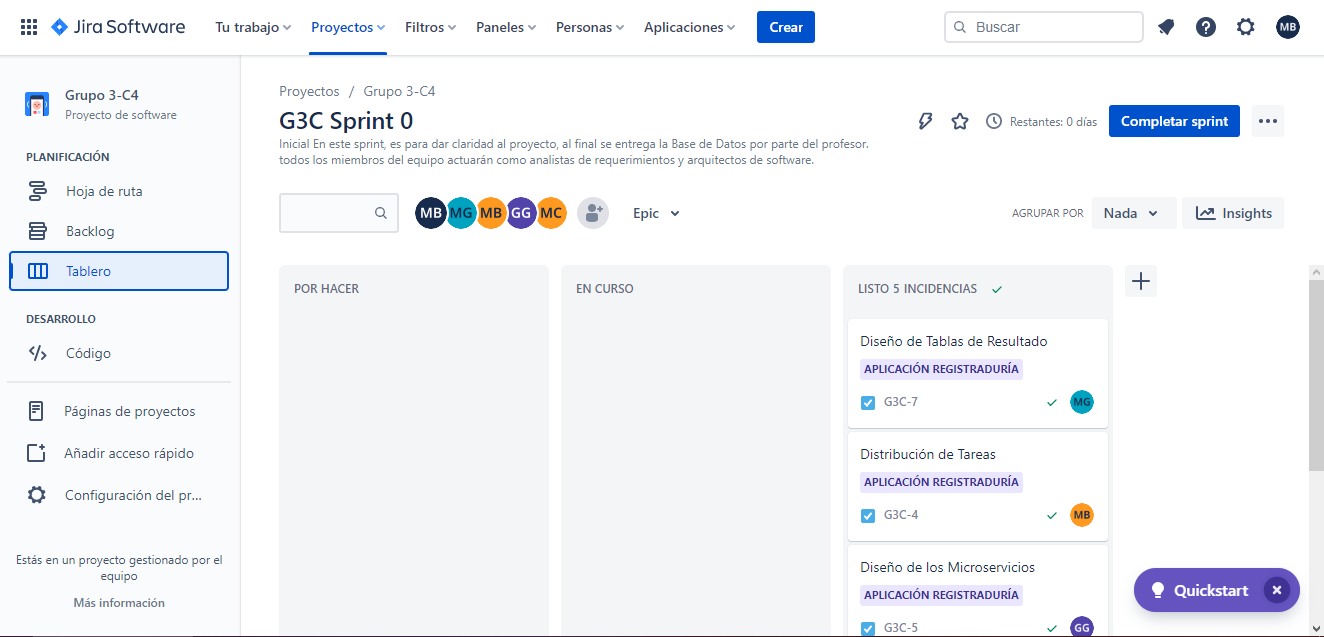 Jira Software
Tu trabajo
Proyectos
Filtros
Paneles
Personas
Aplicaciones
Crear
Buscar
MB
Grupo 3-C4
Proyecto de software
PLANIFICACIÓN
Hoja de ruta
Backlog
Tablero
DESARROLLO
Código
Páginas de proyectos
Añadir acceso rápido
Configuración del pr...
Estás en un proyecto gestionado por el
equipo
Más información
Proyectos / Grupo 3-C4
G3C Sprint 0
Inicial En este sprint, es para dar claridad al proyecto, al final se entrega la Base de Datos por parte del profesor.
todos los miembros del equipo actuarán como analistas de requerimientos y arquitectos de software.
Restantes: 0 días
Completar sprint
MB MG MB GG MC
Epic
AGRUPAR POR
Nada
Insights
POR HACER
EN CURSO
LISTO 5 INCIDENCIAS
Diseño de Tablas de Resultado
APLICACIÓN REGISTRADURÍA
G3C-7
MG
Distribución de Tareas
APLICACIÓN REGISTRADURÍA
G3C-4
MB
Diseño de los Microservicios
APLICACIÓN REGISTRADURÍA
G3C-5
GG
Quickstart